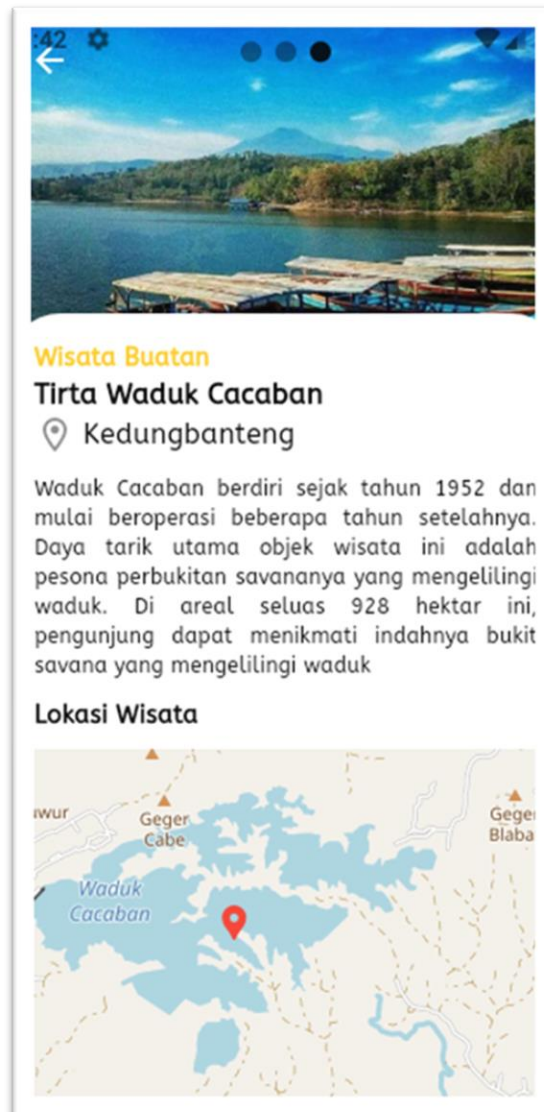 :42
Wisata Buatan
Tirta Waduk Cacaban
Kedungbanteng
Waduk Cacaban berdiri sejak tahun 1952 dan
mulai beroperasi beberapa tahun setelahnya.
Daya tarik utama objek wisata ini adalah
pesona perbukitan savananya yang mengelilingi
waduk. Di areal seluas 928 hektar ini,
pengunjung dapat menikmati indahnya bukit
savana yang mengelilingi waduk
Lokasi Wisata
wur
Geger
Cabe
Geger
Blaba
Waduk
Cacaban